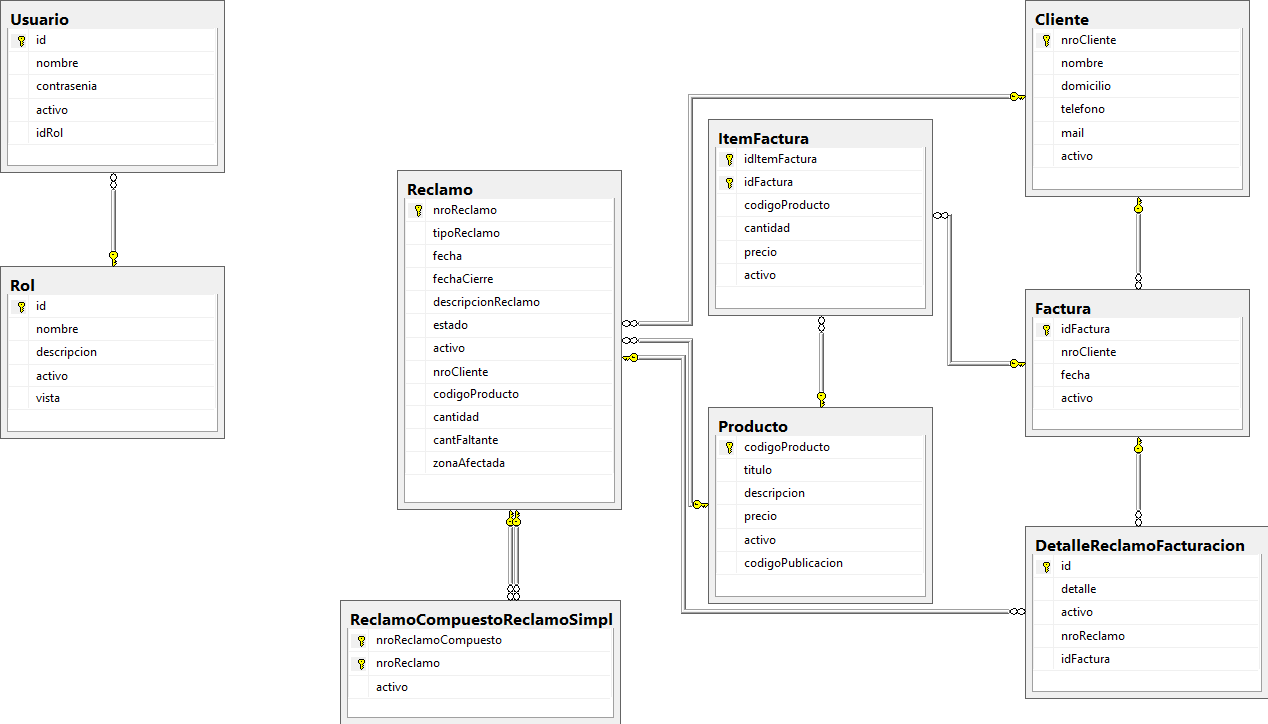 Usuario
id
nombre
contrasenia
activo
idRol
Rol
id
nombre
descripcion
activo
vista
Reclamo
nroReclamo
tipoReclamo
fecha
fechaCierre
descripcionReclamo
estado
activo
nroCliente
codigoProducto
cantidad
cantFaltante
zonaAfectada
ReclamoCompuestoReclamoSimpl
nroReclamoCompuesto
nroReclamo
activo
ItemFactura
idItemFactura
idFactura
codigoProducto
cantidad
precio
activo
Producto
codigoProducto
titulo
descripcion
precio
activo
codigoPublicacion
Cliente
nroCliente
nombre
domicilio
telefono
mail
activo
Factura
idFactura
nroCliente
fecha
activo
DetalleReclamoFacturacion
id
detalle
activo
nroReclamo
idFactura